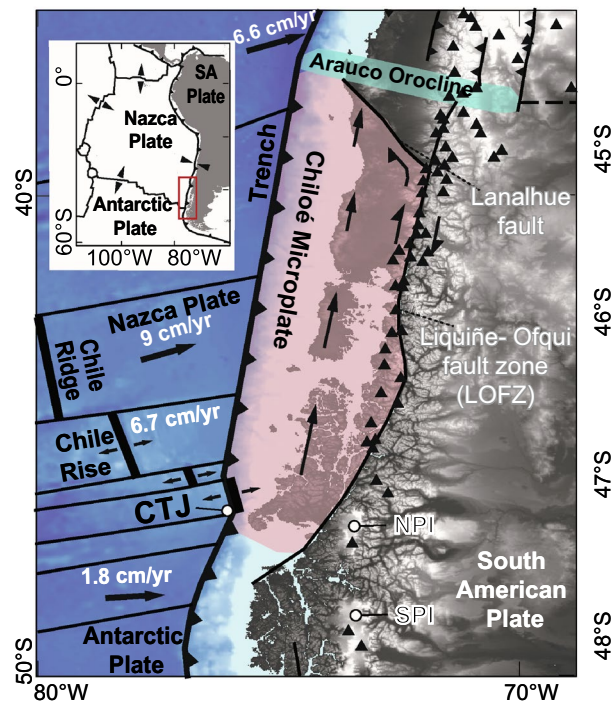 6.6 cm/yr
Arauco Orocline
0°
SA
Plate
Nazca
Plate
Antarctic
Plate
60°S
100°W
80°W
Trench
Chiloé Microplate
Lanalhue
fault
40°S
45°S
Nazca Plate
9 cm/yr
Chile
Ridge
Liquiñe- Ofqui
fault zone
(LOFZ)
46°S
6.7 cm/yr
Chile
Rise
CTJ
NPI
47°S
South
American
Plate
1.8 cm/yr
SPI
Antarctic
Plate
48°S
50°S
80°W
70°W